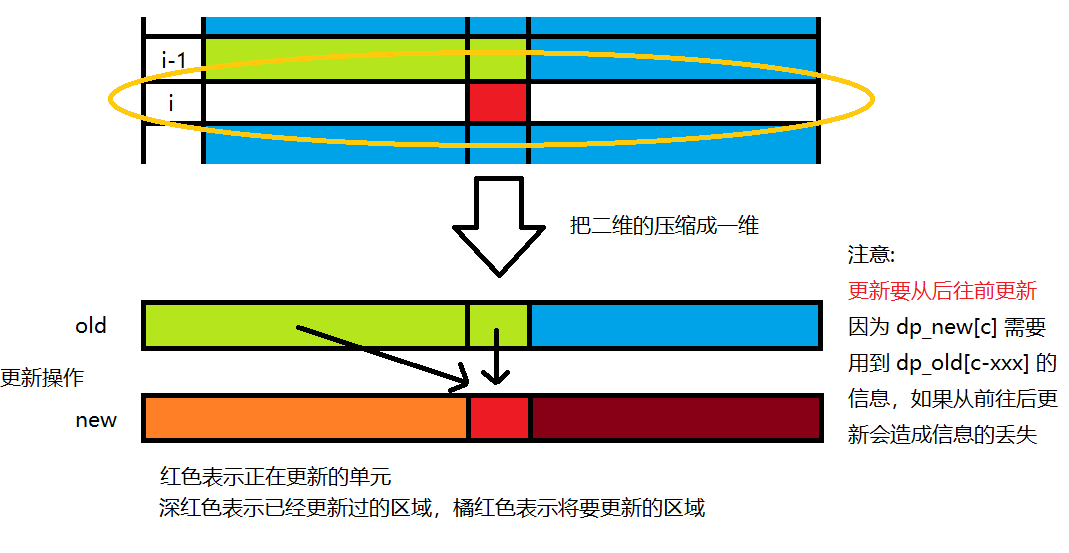 i-1
i
把二维的压缩成一维
注意:
更新要从后往前更新
因为 dp_new[c] 需要
用到 dp_old[c-xxx] 的
信息，如果从前往后更
新会造成信息的丢失
old
更新操作
new
红色表示正在更新的单元
深红色表示已经更新过的区域，橘红色表示将要更新的区域